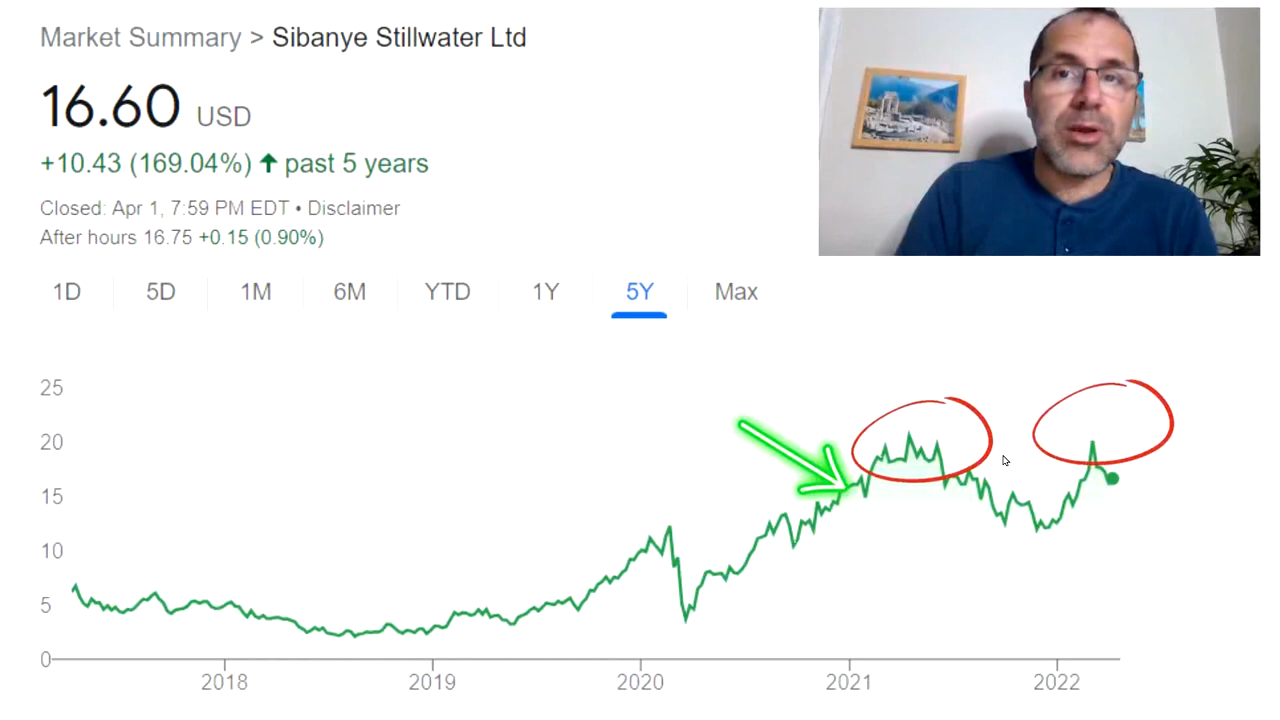 Market Summary > Sibanye Stillwater Ltd
16.60 USD
+10.43 (169.04%) ↑ past 5 years
Closed: Apr 1, 7:59 PM EDT • Disclaimer
After hours 16.75 +0.15 (0.90%)
1D 5D 1M 6M YTD 1Y 5Y Max
25
20
15
10
5
0
2018 2019 2020 2021 2022